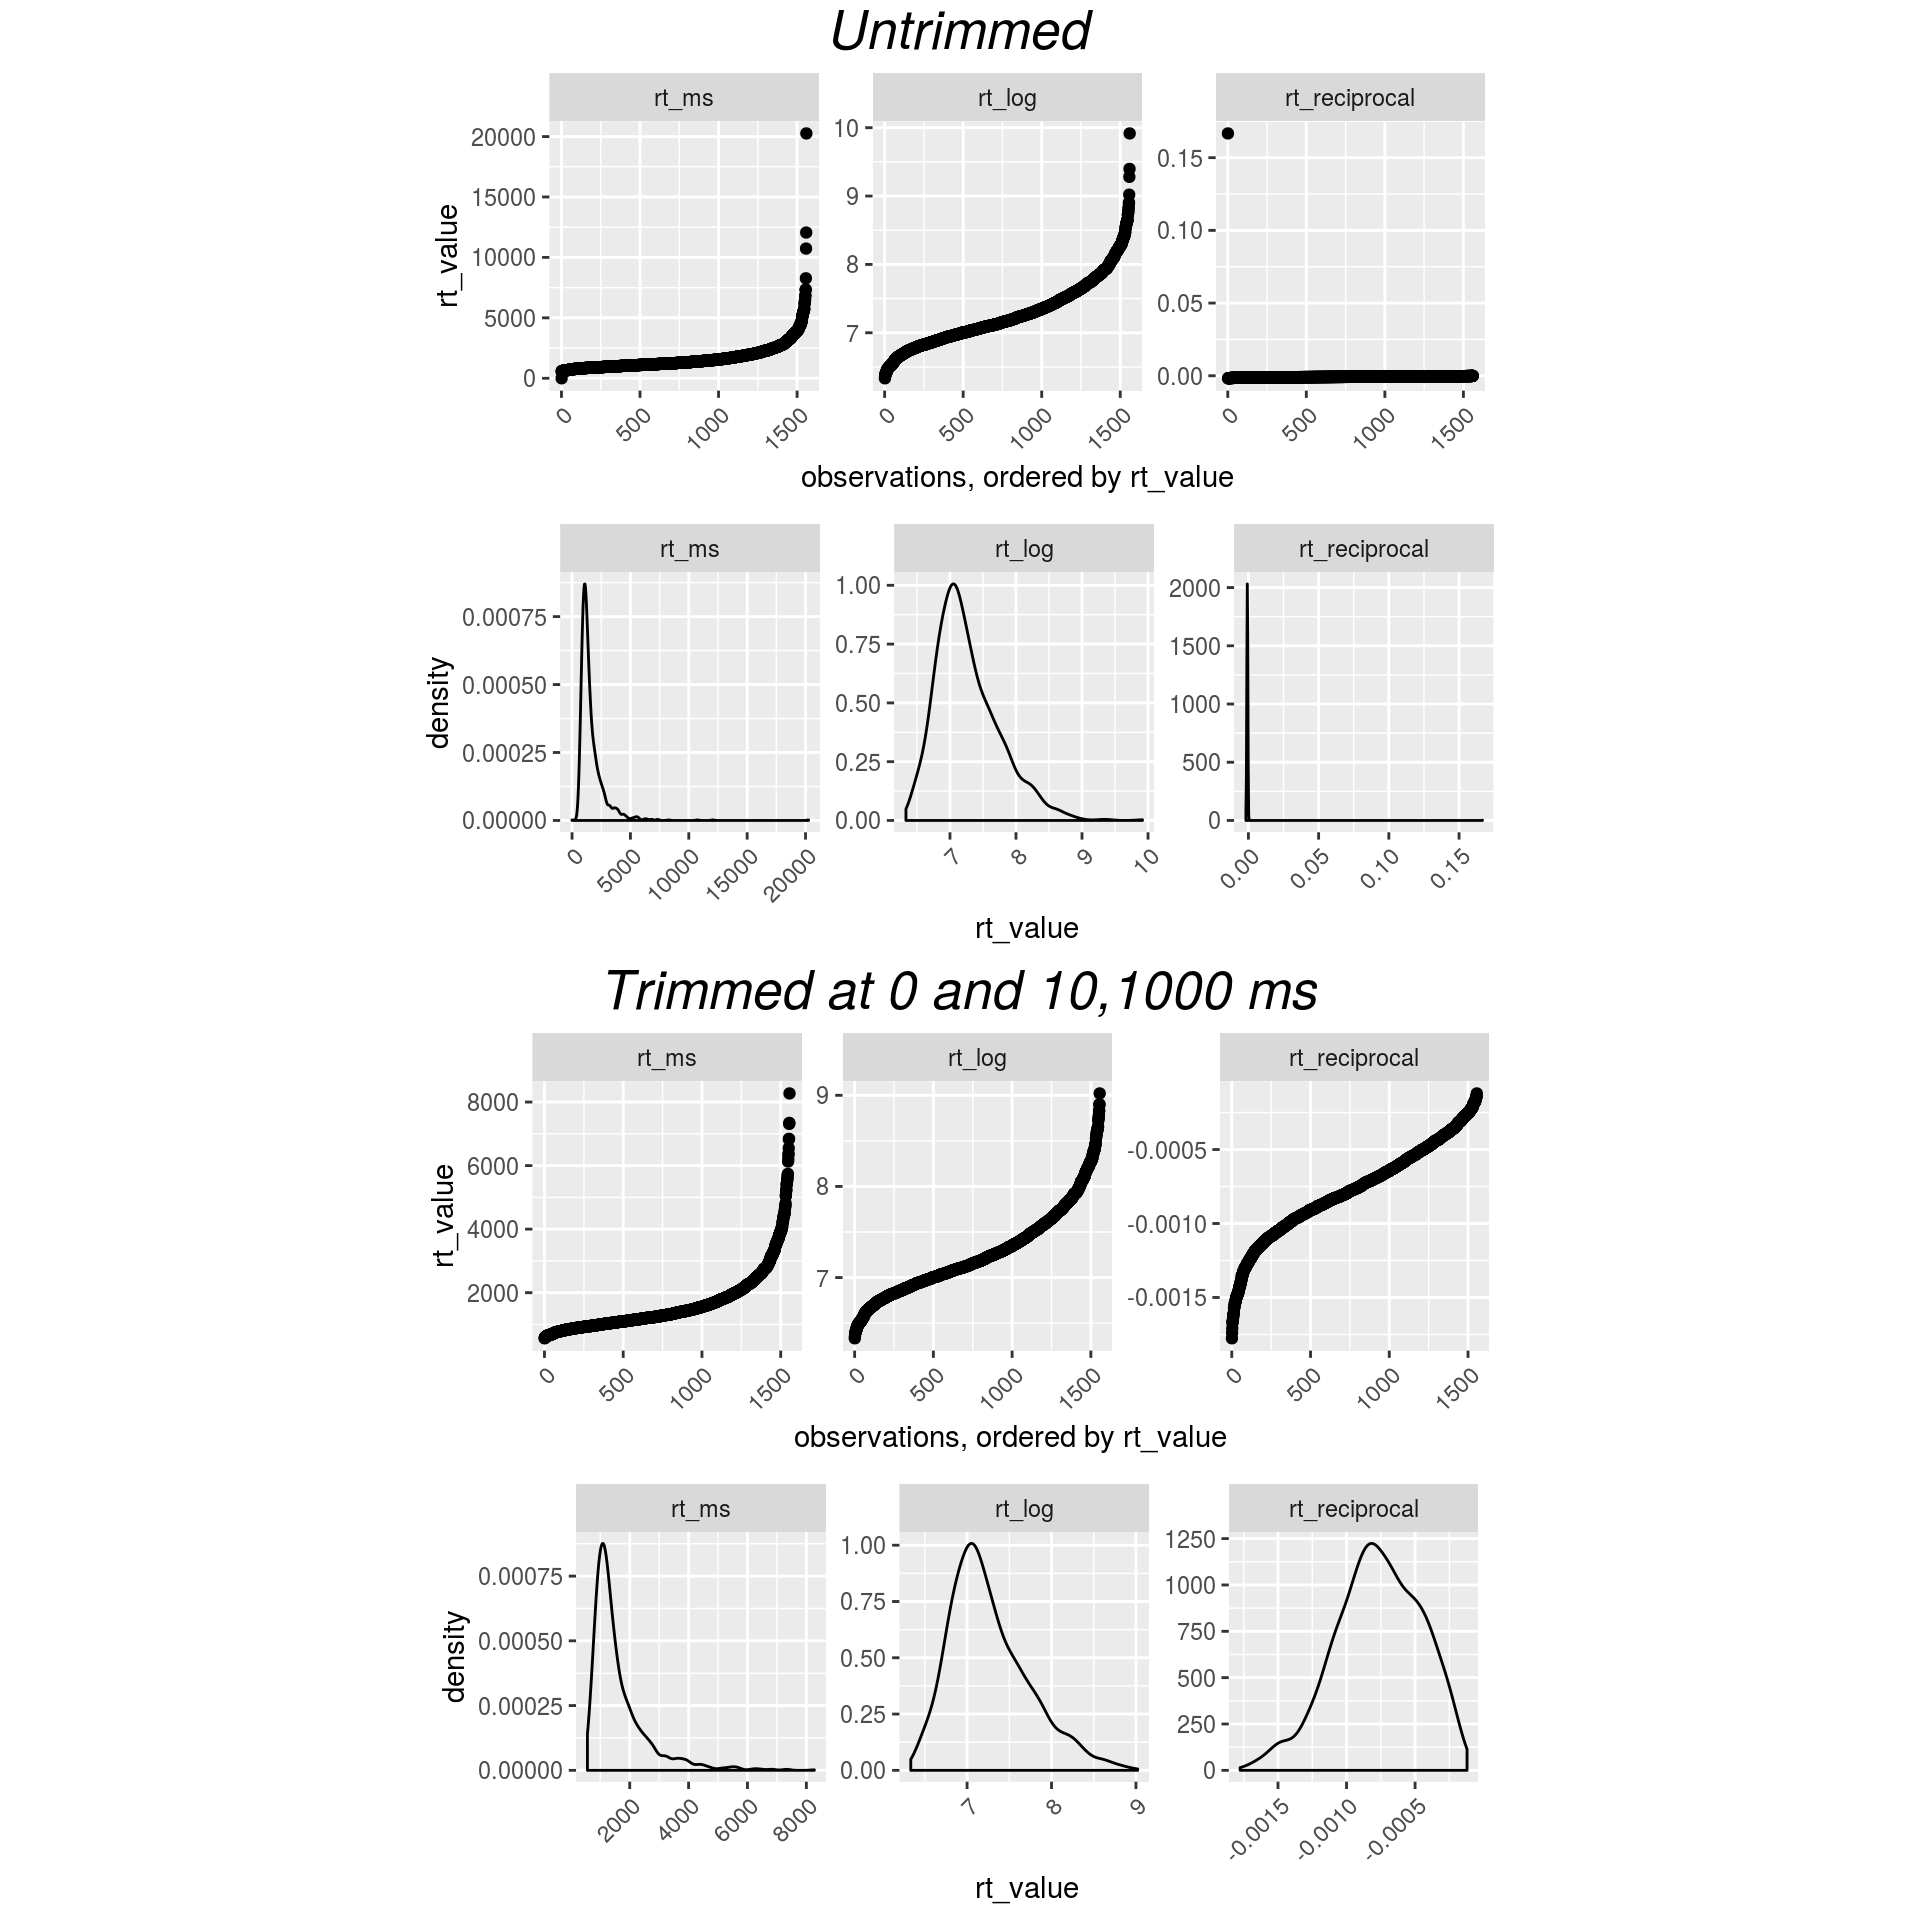 Untrimmed
rt_ms rt_log rt_reciprocal
rt_value
20000
15000
10000
5000
0
10
9
8
7
0.15
0.10
0.05
0.00
0 500 1000 1500 0 500 1000 1500 0 500 1000 1500
observations, ordered by rt_value
rt_ms rt_log rt_reciprocal
density
0.00075
0.00050
0.00025
0.00000
1.00
0.75
0.50
0.25
0.00
2000
1500
1000
500
0
0 5000 10000 15000 20000 7 8 9 10 0.00 0.05 0.10 0.15
rt_value
Trimmed at 0 and 10,1000 ms
rt_ms rt_log rt_reciprocal
rt_value
8000
6000
4000
2000
9
8
7
-0.0005
-0.0010
-0.0015
0 500 1000 1500 0 500 1000 1500 0 500 1000 1500
observations, ordered by rt_value
rt_ms rt_log rt_reciprocal
density
0.00075
0.00050
0.00025
0.00000
1.00
0.75
0.50
0.25
0.00
1250
1000
750
500
250
0
2000 4000 6000 8000 7 8 9 -0.0015 -0.0010 -0.0005
rt_value